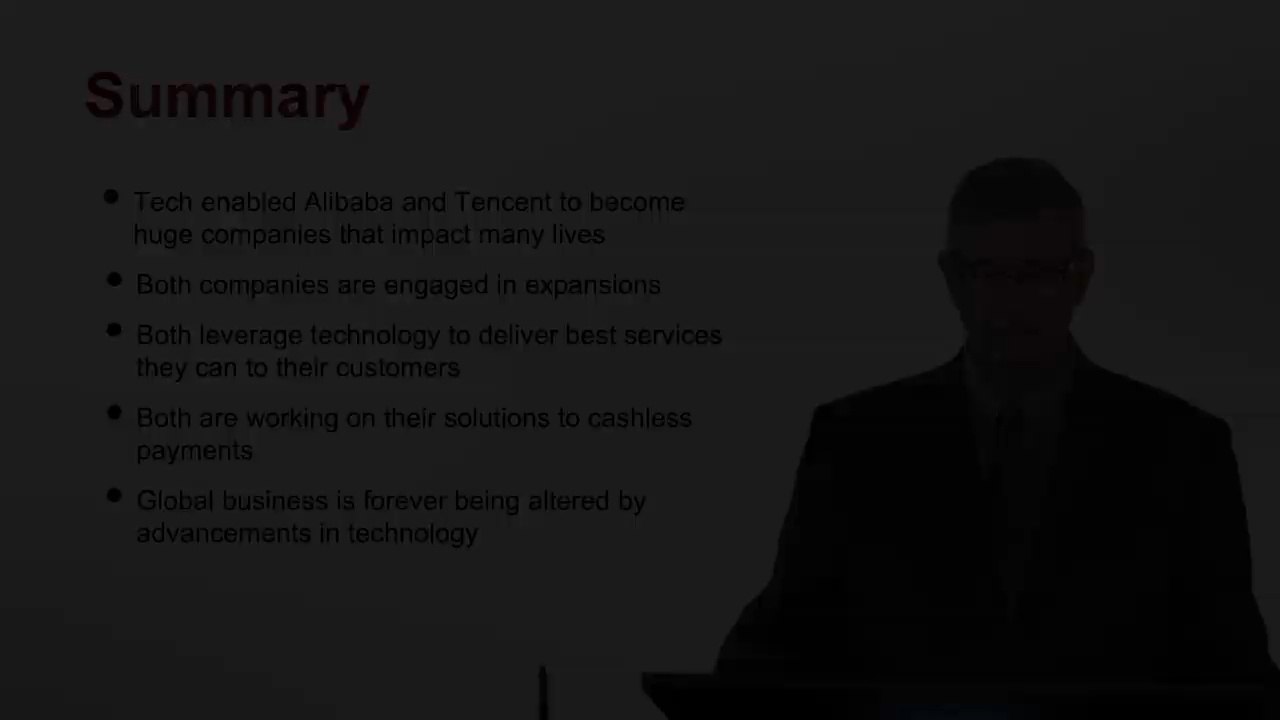 Summary
Tech enabled Alibaba and Tencent to become
huge companies that impact many lives
Both companies are engaged in expansions
Both leverage technology to deliver best services
they can to their customers
Both are working on their solutions to cashless
payments
Global business is forever being altered by
advancements in technology